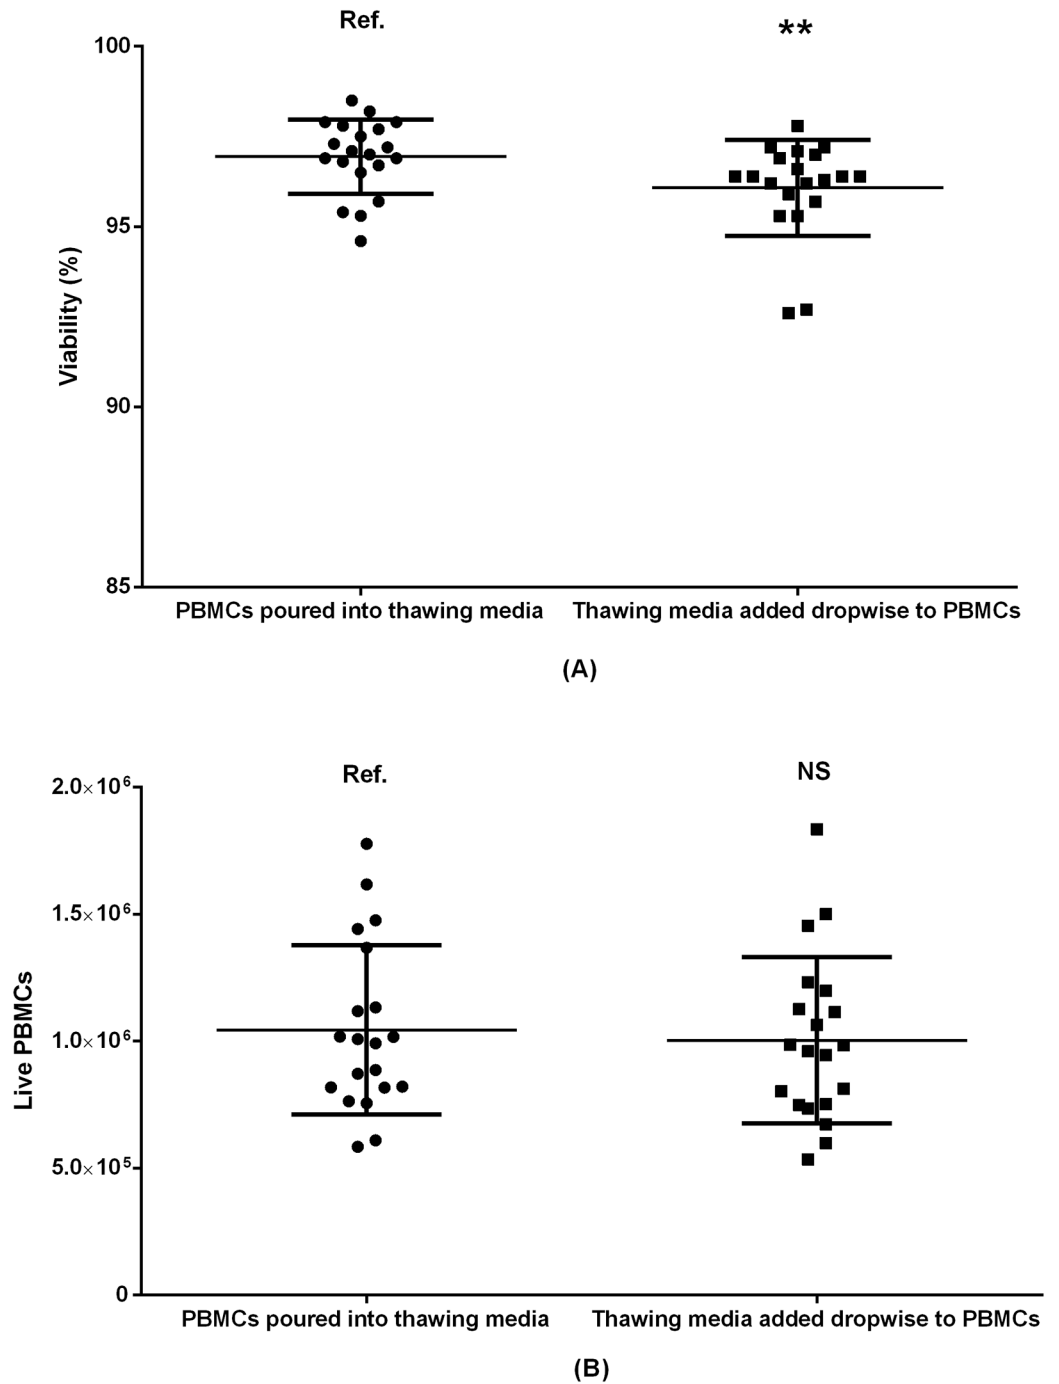 Ref.
**
100
95
90
85
Viability (%)
PBMCs poured into thawing media
Thawing media added dropwise to PBMCs
(A)
Ref.
NS
2.0×10⁶
1.5×10⁶
1.0×10⁶
5.0×10⁵
0
Live PBMCs
PBMCs poured into thawing media
Thawing media added dropwise to PBMCs
(B)